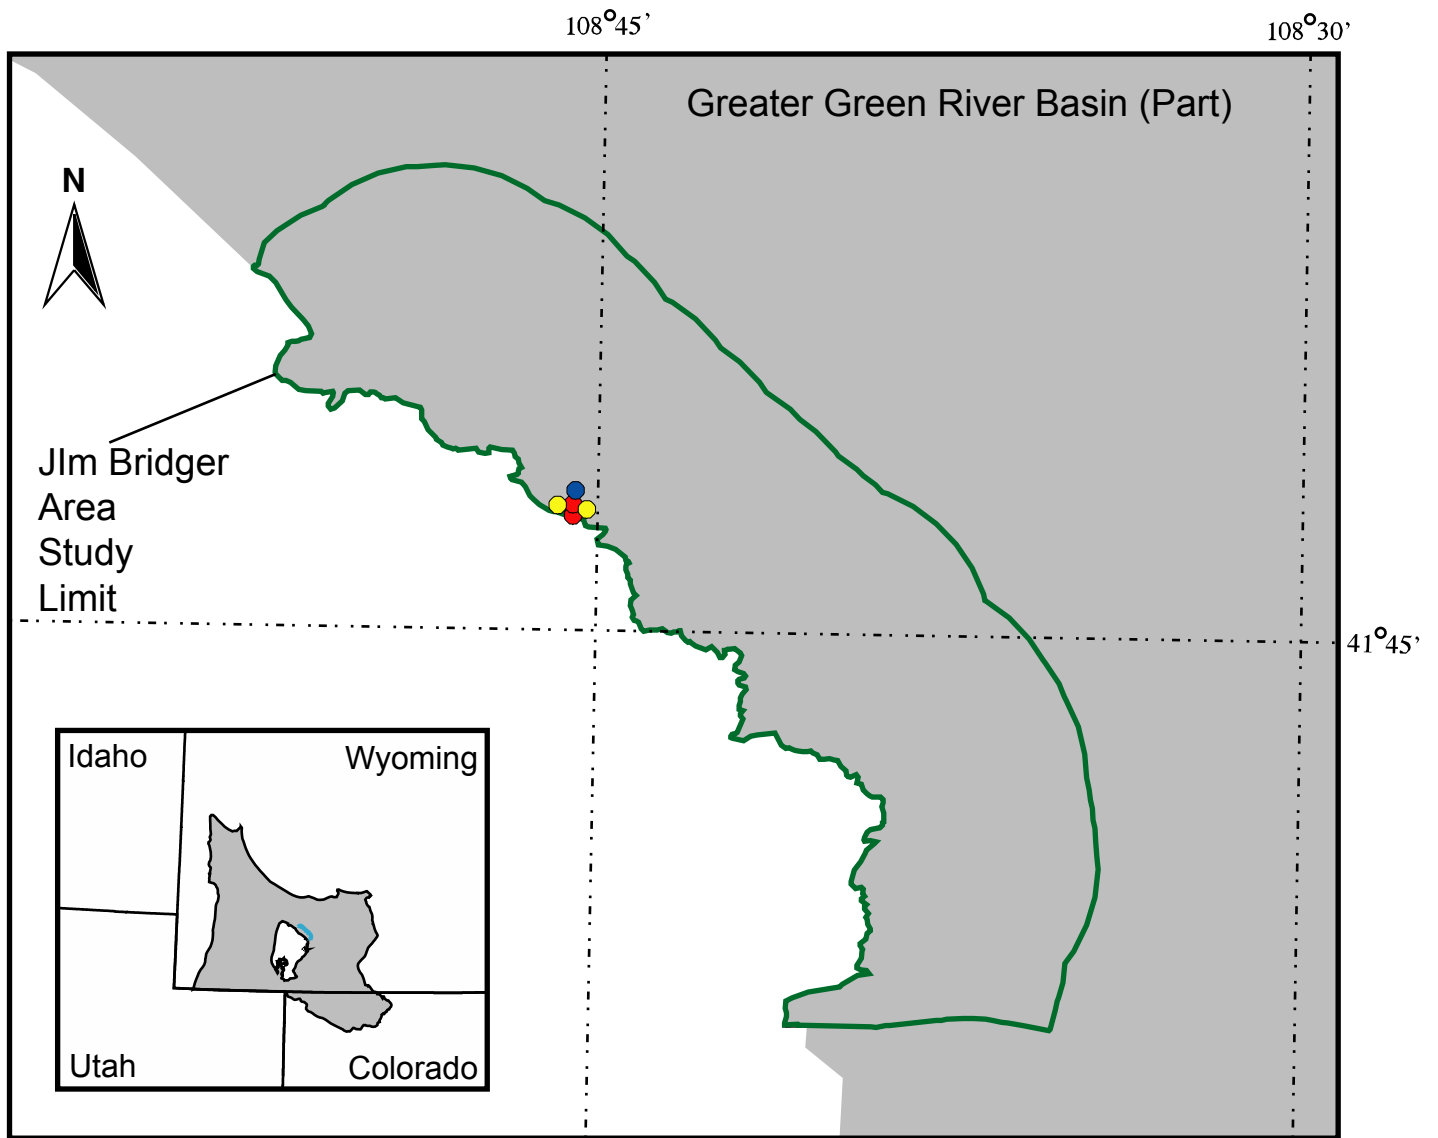 108°45’
108°30’
Greater Green River Basin (Part)
N
JIm Bridger
Area
Study
Limit
41°45’
Idaho
Wyoming
Utah
Colorado